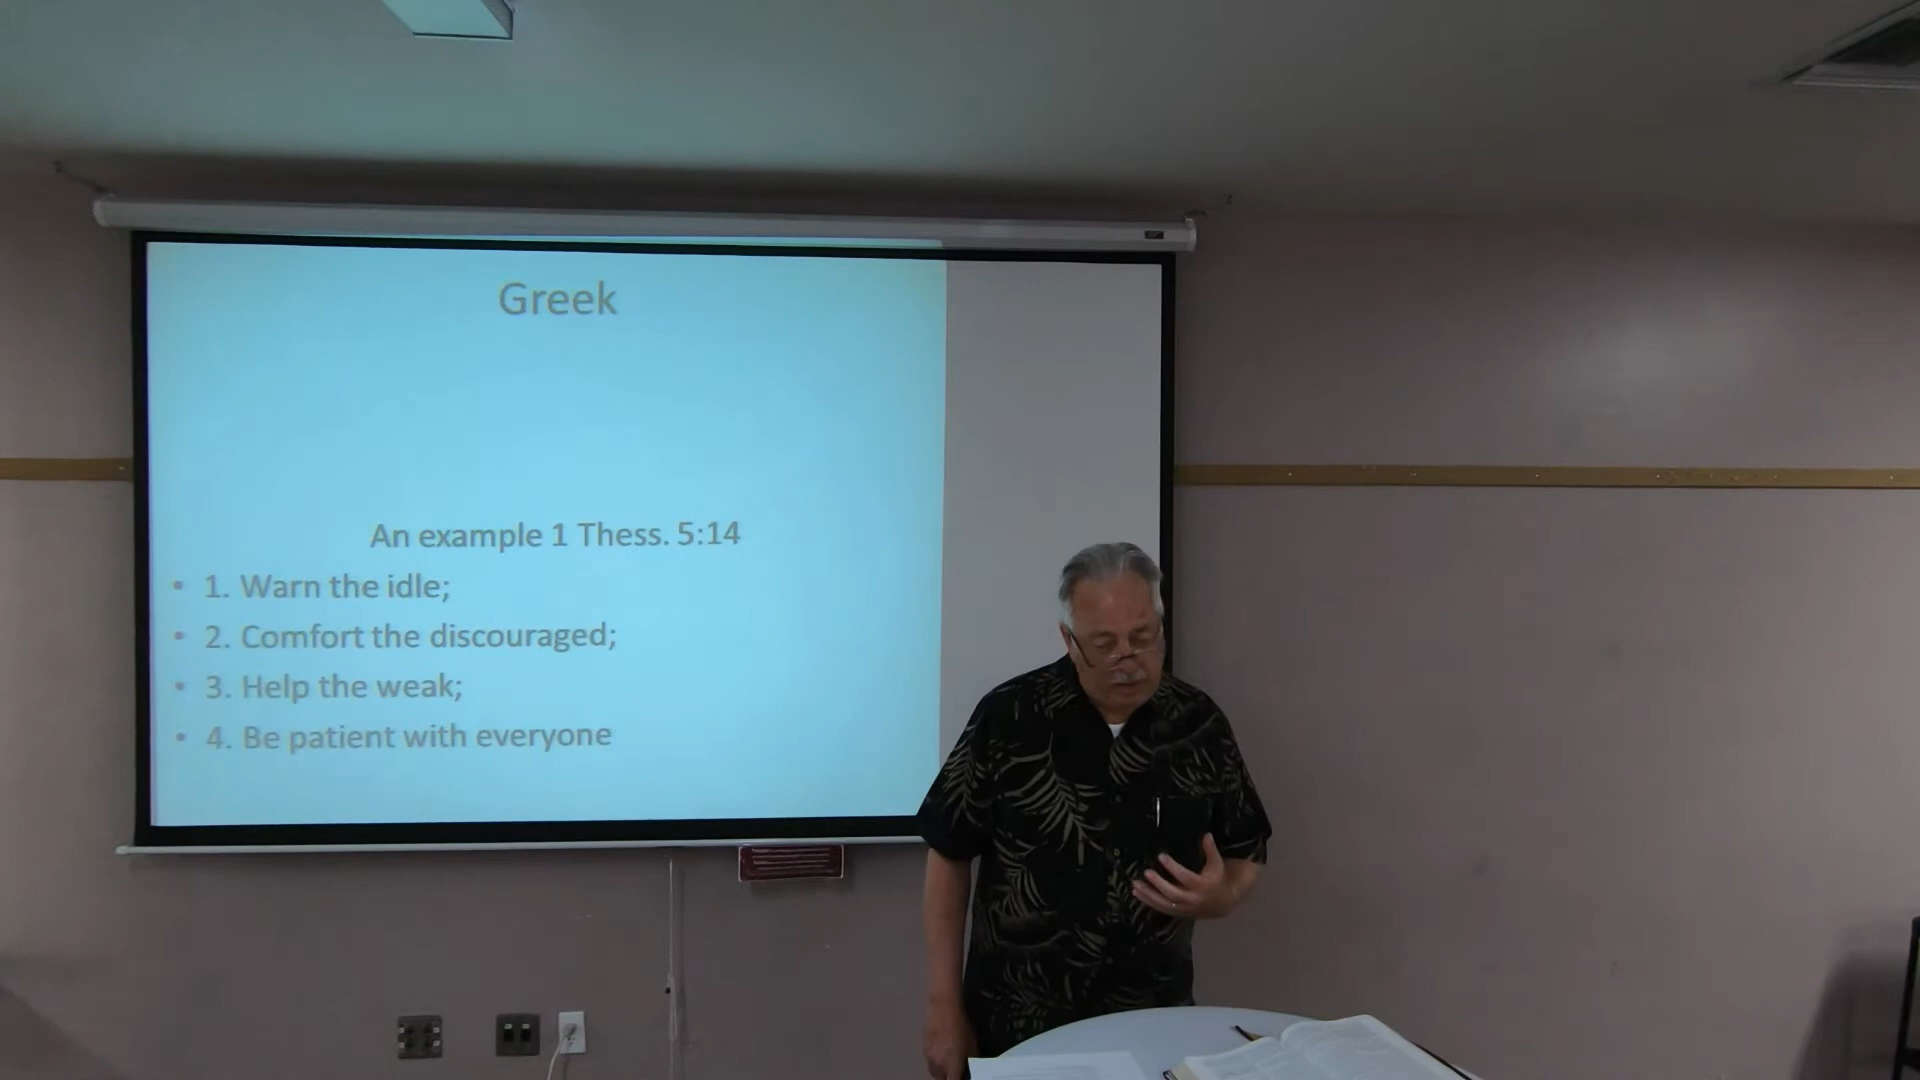 Greek
An example 1 Thess. 5:14
• 1. Warn the idle;
• 2. Comfort the discouraged;
• 3. Help the weak;
• 4. Be patient with everyone